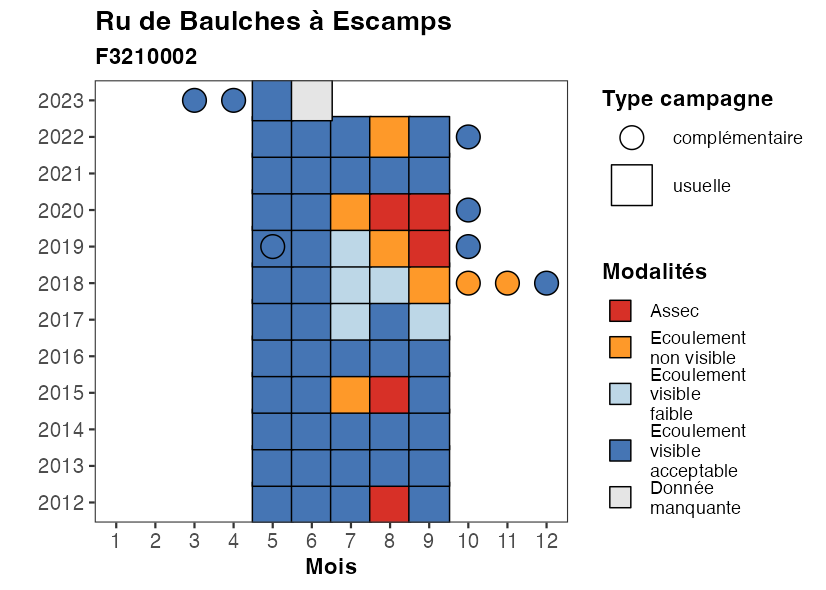 Ru de Baulches à Escamps
F3210002
2023
2022
2021
2020
2019
2018
2017
2016
2015
2014
2013
2012
1 2 3 4 5 6 7 8 9 10 11 12
Mois
Type campagne
complémentaire
usuelle
Modalités
Assec
Ecoulement
non visible
Ecoulement
visible
faible
Ecoulement
visible
acceptable
Donnée
manquante